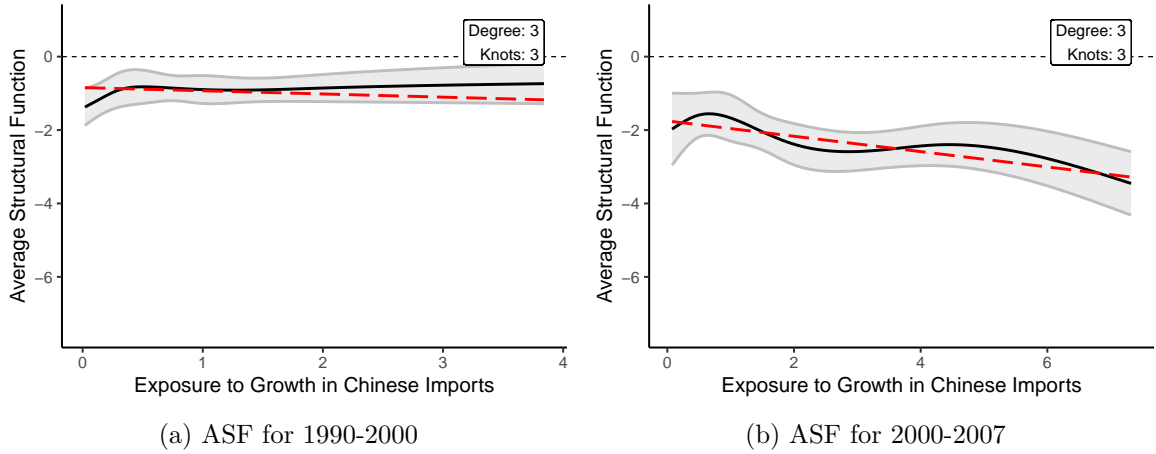 Degree: 3
Knots: 3
0
−2
−4
−6
Average Structural Function
0
1
2
3
4
Exposure to Growth in Chinese Imports
(a) ASF for 1990-2000
Degree: 3
Knots: 3
0
−2
−4
−6
Average Structural Function
0
2
4
6
Exposure to Growth in Chinese Imports
(b) ASF for 2000-2007